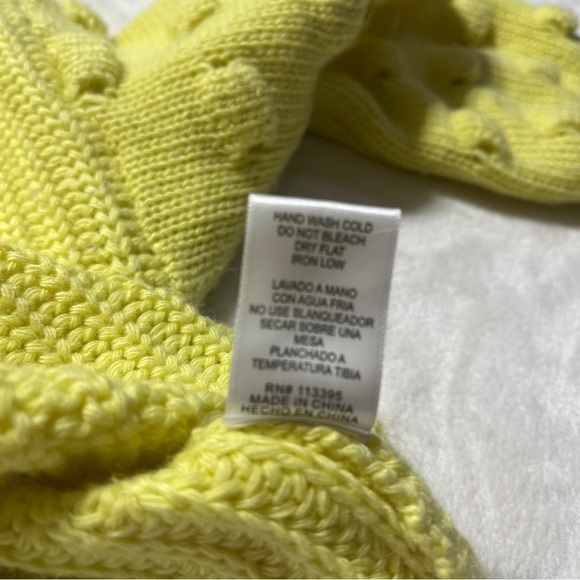 HAND WASH COLD
DO NOT BLEACH
DRY FLAT
IRON LOW
LAVADO A MANO
CON AGUA FRIA
NO USE BLANQUEADOR
SECAR SOBRE UNA
MESA
PLANCHADO A
TEMPERATURA TIBIA
RN# 113395
MADE IN CHINA
HECHO EN CHINA